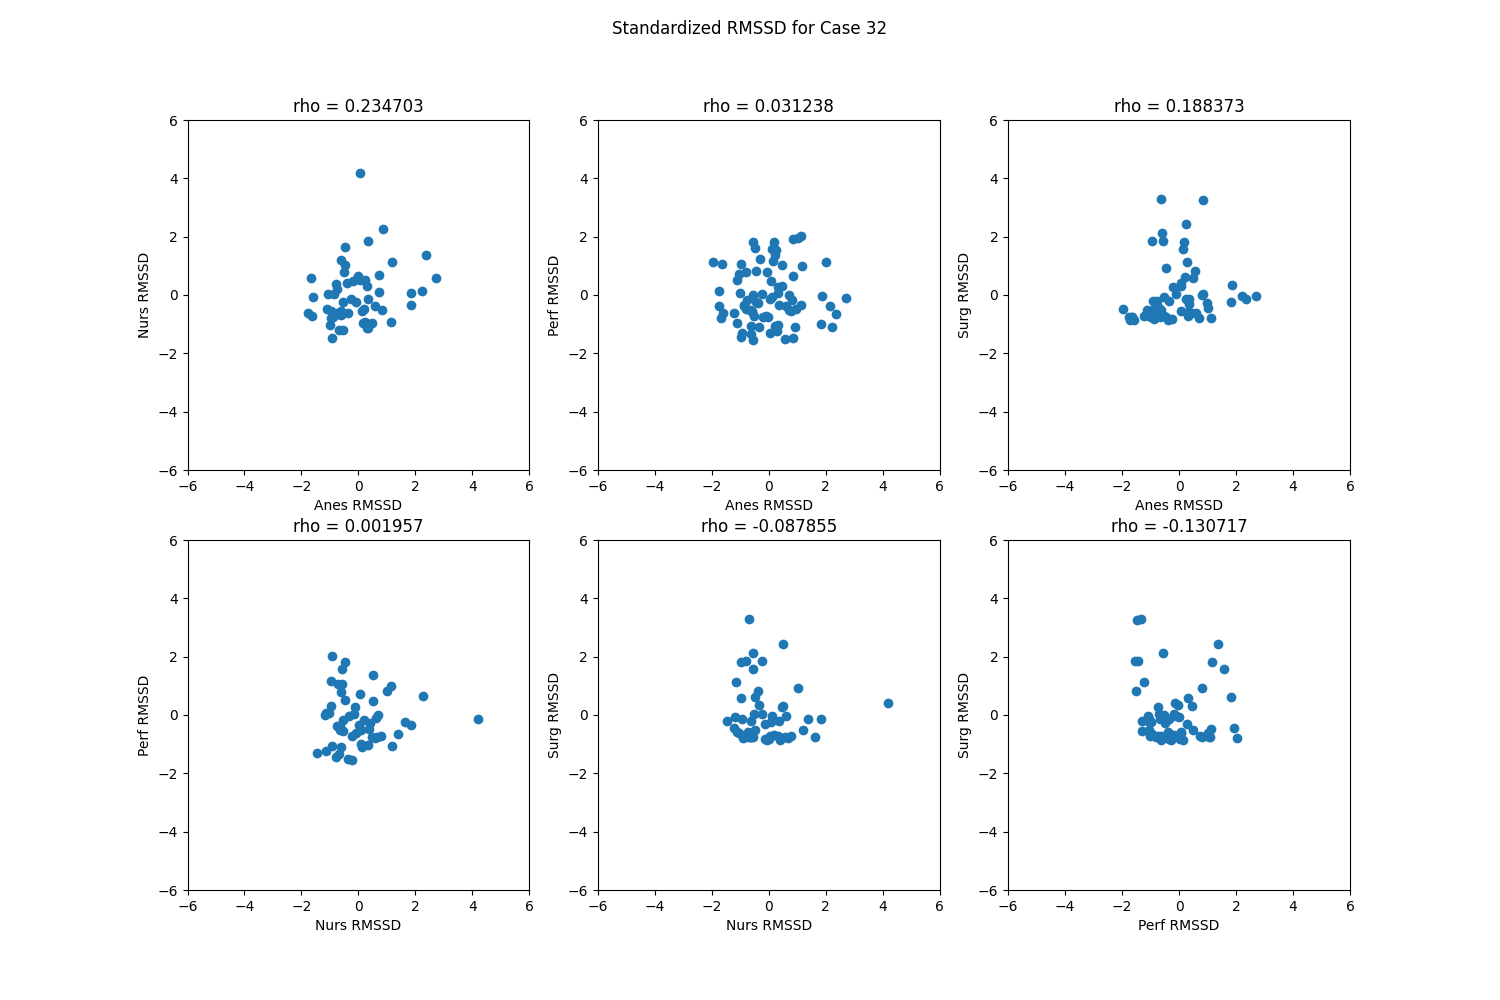 Standardized RMSSD for Case 32
rho = 0.234703
6
4
2
0
−2
−4
−6
−6 −4 −2 0 2 4 6
Nurs RMSSD
Anes RMSSD
rho = 0.031238
6
4
2
0
−2
−4
−6
−6 −4 −2 0 2 4 6
Perf RMSSD
Anes RMSSD
rho = 0.188373
6
4
2
0
−2
−4
−6
−6 −4 −2 0 2 4 6
Surg RMSSD
Anes RMSSD
rho = 0.001957
6
4
2
0
−2
−4
−6
−6 −4 −2 0 2 4 6
Perf RMSSD
Nurs RMSSD
rho = -0.087855
6
4
2
0
−2
−4
−6
−6 −4 −2 0 2 4 6
Surg RMSSD
Nurs RMSSD
rho = -0.130717
6
4
2
0
−2
−4
−6
−6 −4 −2 0 2 4 6
Surg RMSSD
Perf RMSSD